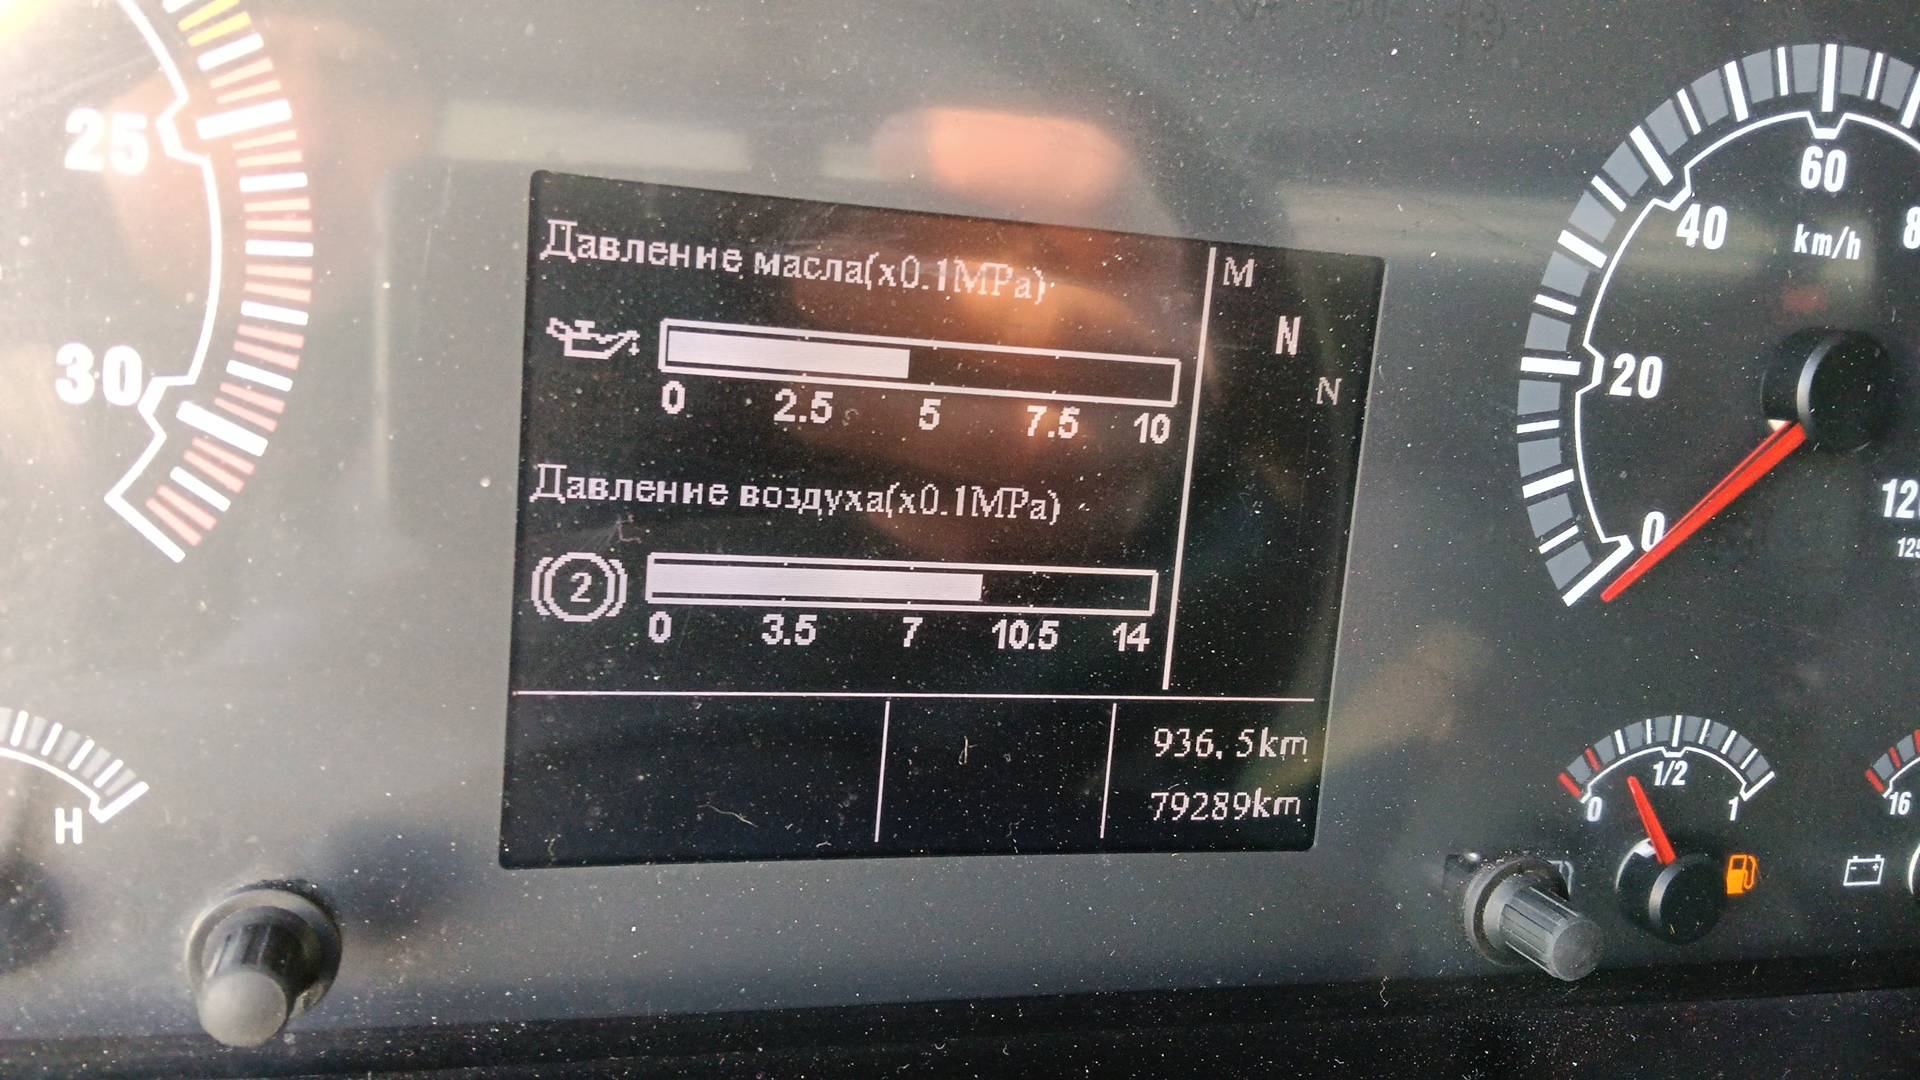 25
30
H
Давление масла(x0.1MPa)
0 2.5 5 7.5 10
Давление воздуха(x0.1MPa)
2
0 3.5 7 10.5 14
M
N
N
936, 5km
79289km
0 20 40 60
km/h
0 1/2 1
16